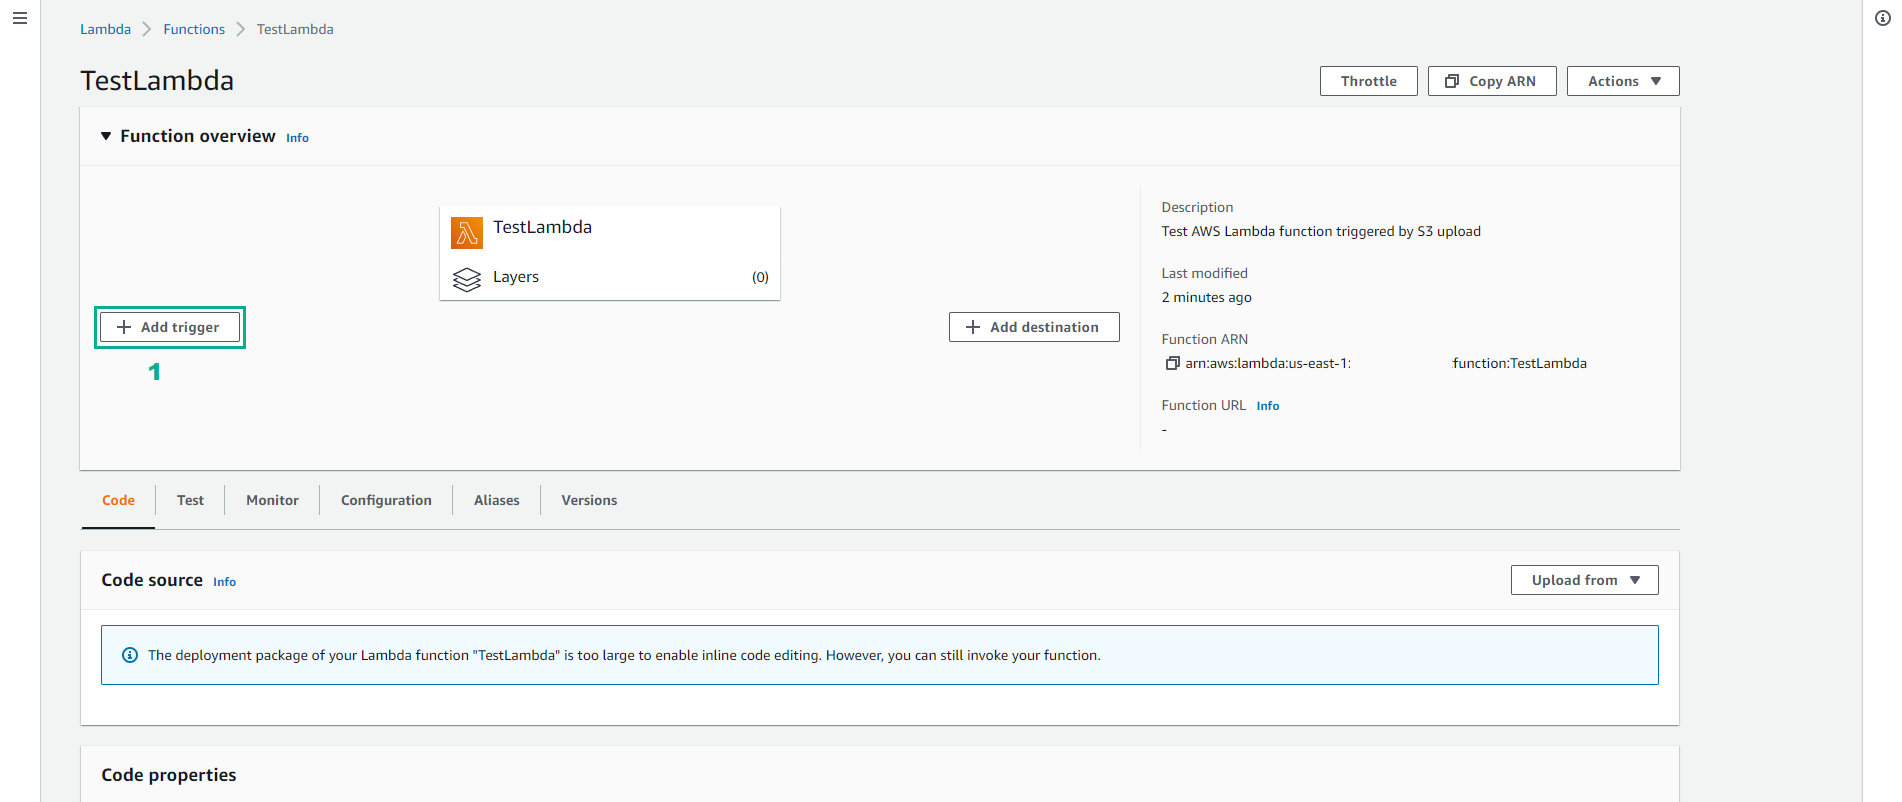 Lambda Functions TestLambda
TestLambda
Throttle Copy ARN Actions
Function overview Info
TestLambda
Layers (0)
Add trigger
1
Add destination
Description
Test AWS Lambda function triggered by S3 upload
Last modified
2 minutes ago
Function ARN
arn:aws:lambda:us-east-1: :function:TestLambda
Function URL Info
-
Code Test Monitor Configuration Aliases Versions
Code source Info
Upload from
The deployment package of your Lambda function "TestLambda" is too large to enable inline code editing. However, you can still invoke your function.
Code properties